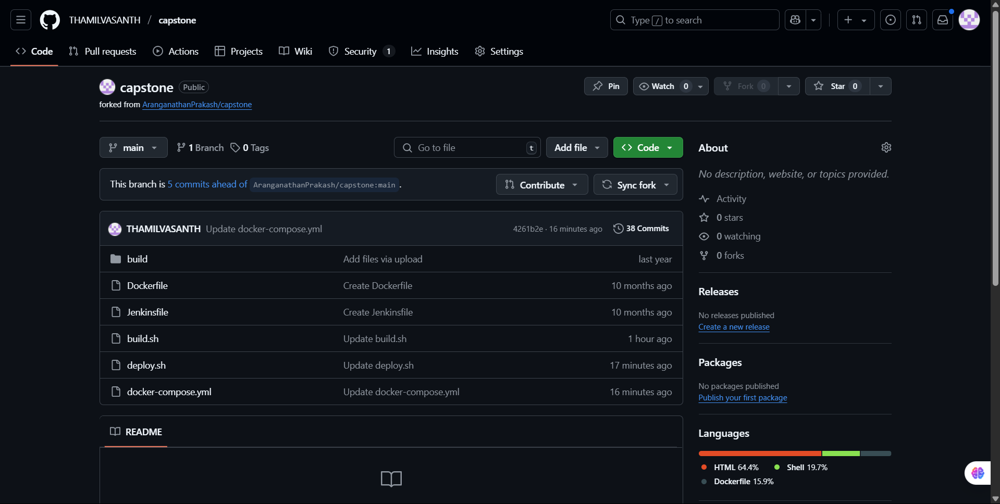 THAMILVASANTH / capstone
Type / to search
Code
Pull requests
Actions
Projects
Wiki
Security 1
Insights
Settings
capstone Public
forked from AranganathanPrakash/capstone
Pin
Watch 0
Fork 0
Star 0
main
1 Branch
0 Tags
Go to file t
Add file
Code
This branch is 5 commits ahead of AranganathanPrakash/capstone:main .
Contribute
Sync fork
THAMILVASANTH Update docker-compose.yml 4261b2e · 16 minutes ago 38 Commits
build Add files via upload last year
Dockerfile Create Dockerfile 10 months ago
Jenkinsfile Create Jenkinsfile 10 months ago
build.sh Update build.sh 1 hour ago
deploy.sh Update deploy.sh 17 minutes ago
docker-compose.yml Update docker-compose.yml 16 minutes ago
README
About
No description, website, or topics provided.
Activity
0 stars
0 watching
0 forks
Releases
No releases published
Create a new release
Packages
No packages published
Publish your first package
Languages
HTML 64.4% Shell 19.7%
Dockerfile 15.9%